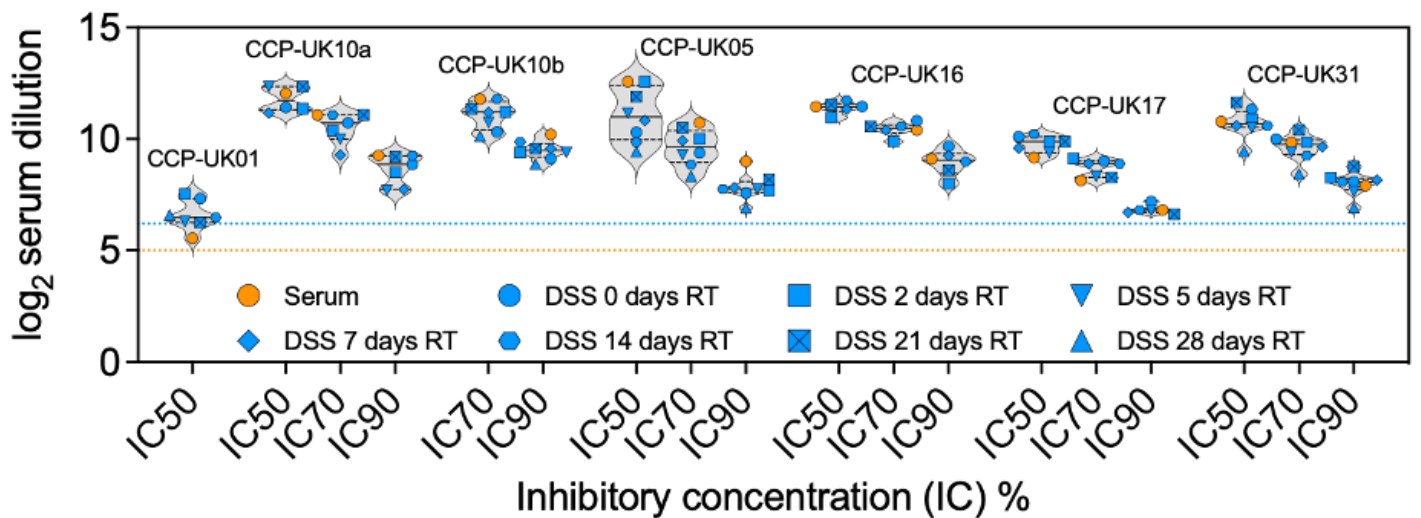 log2 serum dilution
15
10
5
0
CCP-UK01
CCP-UK10a
CCP-UK10b
CCP-UK05
CCP-UK16
CCP-UK17
CCP-UK31
Serum
DSS 0 days RT
DSS 2 days RT
DSS 5 days RT
DSS 7 days RT
DSS 14 days RT
DSS 21 days RT
DSS 28 days RT
IC50
IC50
IC70
IC90
IC70
IC90
IC50
IC70
IC90
IC50
IC70
IC90
IC50
IC70
IC90
IC50
IC70
IC90
Inhibitory concentration (IC) %